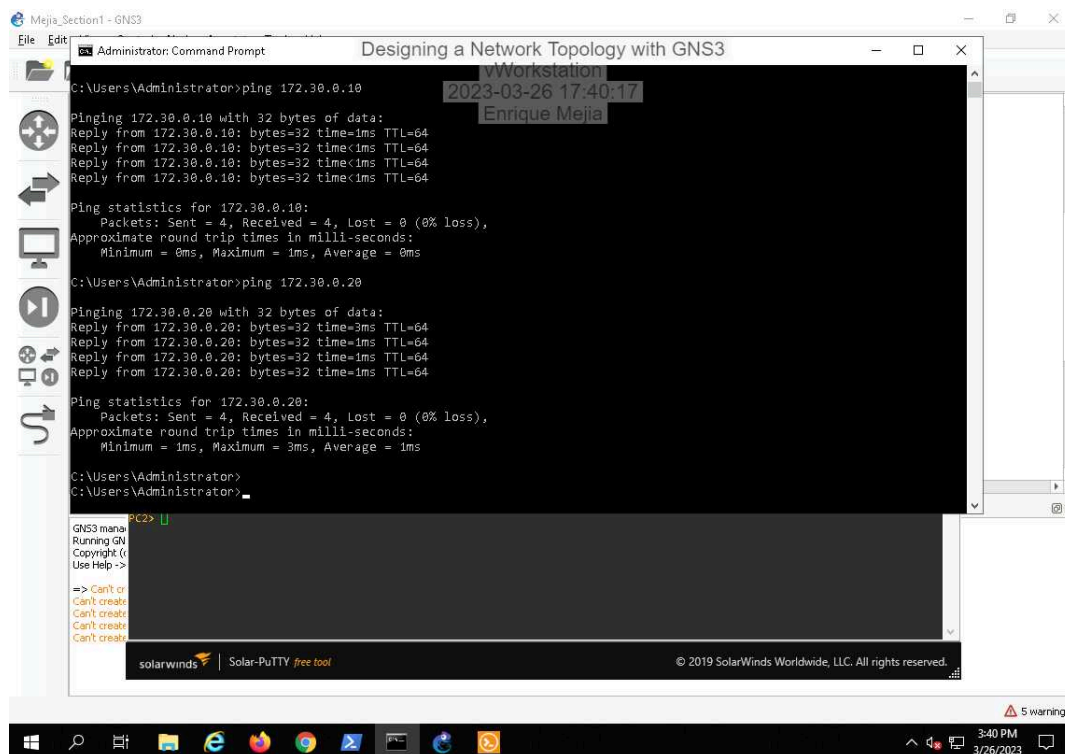 Mejia_Section1 - GNS3
File Edit
Administrator: Command Prompt
Designing a Network Topology with GNS3
vWorkstation
2023-03-26 17:40:17
Enrique Mejia
C:\Users\Administrator>ping 172.30.0.10
Pinging 172.30.0.10 with 32 bytes of data:
Reply from 172.30.0.10: bytes=32 time=1ms TTL=64
Reply from 172.30.0.10: bytes=32 time<1ms TTL=64
Reply from 172.30.0.10: bytes=32 time<1ms TTL=64
Reply from 172.30.0.10: bytes=32 time<1ms TTL=64
Ping statistics for 172.30.0.10:
Packets: Sent = 4, Received = 4, Lost = 0 (0% loss),
Approximate round trip times in milli-seconds:
Minimum = 0ms, Maximum = 1ms, Average = 0ms
C:\Users\Administrator>ping 172.30.0.20
Pinging 172.30.0.20 with 32 bytes of data:
Reply from 172.30.0.20: bytes=32 time=3ms TTL=64
Reply from 172.30.0.20: bytes=32 time=1ms TTL=64
Reply from 172.30.0.20: bytes=32 time=1ms TTL=64
Reply from 172.30.0.20: bytes=32 time=1ms TTL=64
Ping statistics for 172.30.0.20:
Packets: Sent = 4, Received = 4, Lost = 0 (0% loss),
Approximate round trip times in milli-seconds:
Minimum = 1ms, Maximum = 3ms, Average = 1ms
C:\Users\Administrator>
C:\Users\Administrator>
PC2>
GNS3 mana
Running GN
Copyright (c
Use Help ->
=> Can't cr
Can't create
Can't create
Can't create
Can't create
solarwinds | Solar-PuTTY free tool
© 2019 SolarWinds Worldwide, LLC. All rights reserved.
5 warning
3:40 PM
3/26/2023